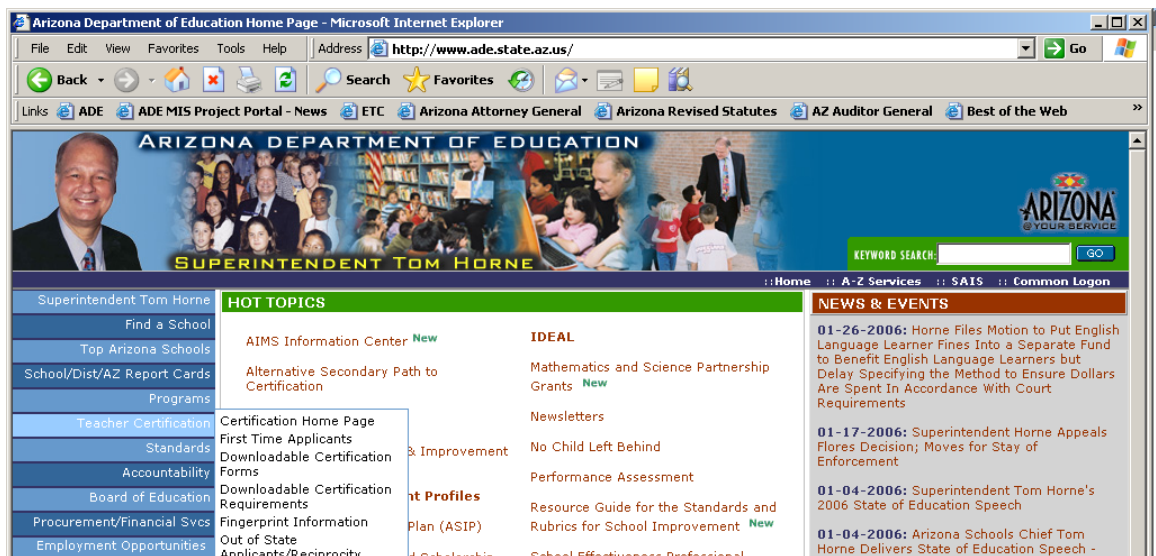 Arizona Department of Education Home Page - Microsoft Internet Explorer
File Edit View Favorites Tools Help Address http://www.ade.state.az.us/ Go
Back Search Favorites
Links ADE ADE MIS Project Portal - News ETC Arizona Attorney General Arizona Revised Statutes AZ Auditor General Best of the Web »
ARIZONA DEPARTMENT OF EDUCATION
SUPERINTENDENT TOM HORNE
ARIZONA
@YOUR SERVICE
KEYWORD SEARCH: GO
::Home :: A-Z Services :: SAIS :: Common Logon
Superintendent Tom Horne
Find a School
Top Arizona Schools
School/Dist/AZ Report Cards
Programs
Teacher Certification
Standards
Accountability
Board of Education
Procurement/Financial Svcs
Employment Opportunities
Certification Home Page
First Time Applicants
Downloadable Certification
Forms
Downloadable Certification
Requirements
Fingerprint Information
Out of State
Applicants/Reciprocity
HOT TOPICS
AIMS Information Center New
Alternative Secondary Path to
Certification
& Improvement
nt Profiles
Plan (ASIP)
Scholarship
IDEAL
Mathematics and Science Partnership
Grants New
Newsletters
No Child Left Behind
Performance Assessment
Resource Guide for the Standards and
Rubrics for School Improvement New
School Effectiveness Professional
NEWS & EVENTS
01-26-2006: Horne Files Motion to Put English
Language Learner Fines Into a Separate Fund
to Benefit English Language Learners but
Delay Specifying the Method to Ensure Dollars
Are Spent In Accordance With Court
Requirements
01-17-2006: Superintendent Horne Appeals
Flores Decision; Moves for Stay of
Enforcement
01-04-2006: Superintendent Tom Horne's
2006 State of Education Speech
01-04-2006: Arizona Schools Chief Tom
Horne Delivers State of Education Speech -